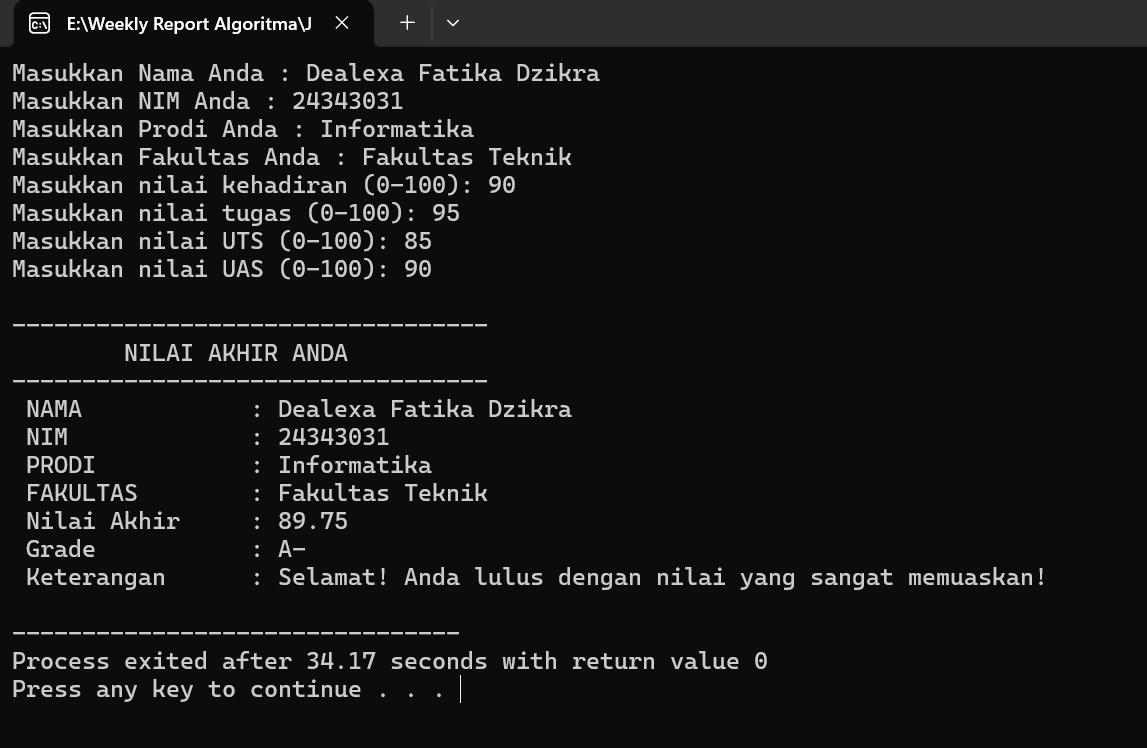 E:\Weekly Report Algoritma\J
Masukkan Nama Anda : Dealexa Fatika Dzikra
Masukkan NIM Anda : 24343031
Masukkan Prodi Anda : Informatika
Masukkan Fakultas Anda : Fakultas Teknik
Masukkan nilai kehadiran (0-100): 90
Masukkan nilai tugas (0-100): 95
Masukkan nilai UTS (0-100): 85
Masukkan nilai UAS (0-100): 90
----------------------------------
NILAI AKHIR ANDA
----------------------------------
NAMA : Dealexa Fatika Dzikra
NIM : 24343031
PRODI : Informatika
FAKULTAS : Fakultas Teknik
Nilai Akhir : 89.75
Grade : A-
Keterangan : Selamat! Anda lulus dengan nilai yang sangat memuaskan!
--------------------------------
Process exited after 34.17 seconds with return value 0
Press any key to continue . . .